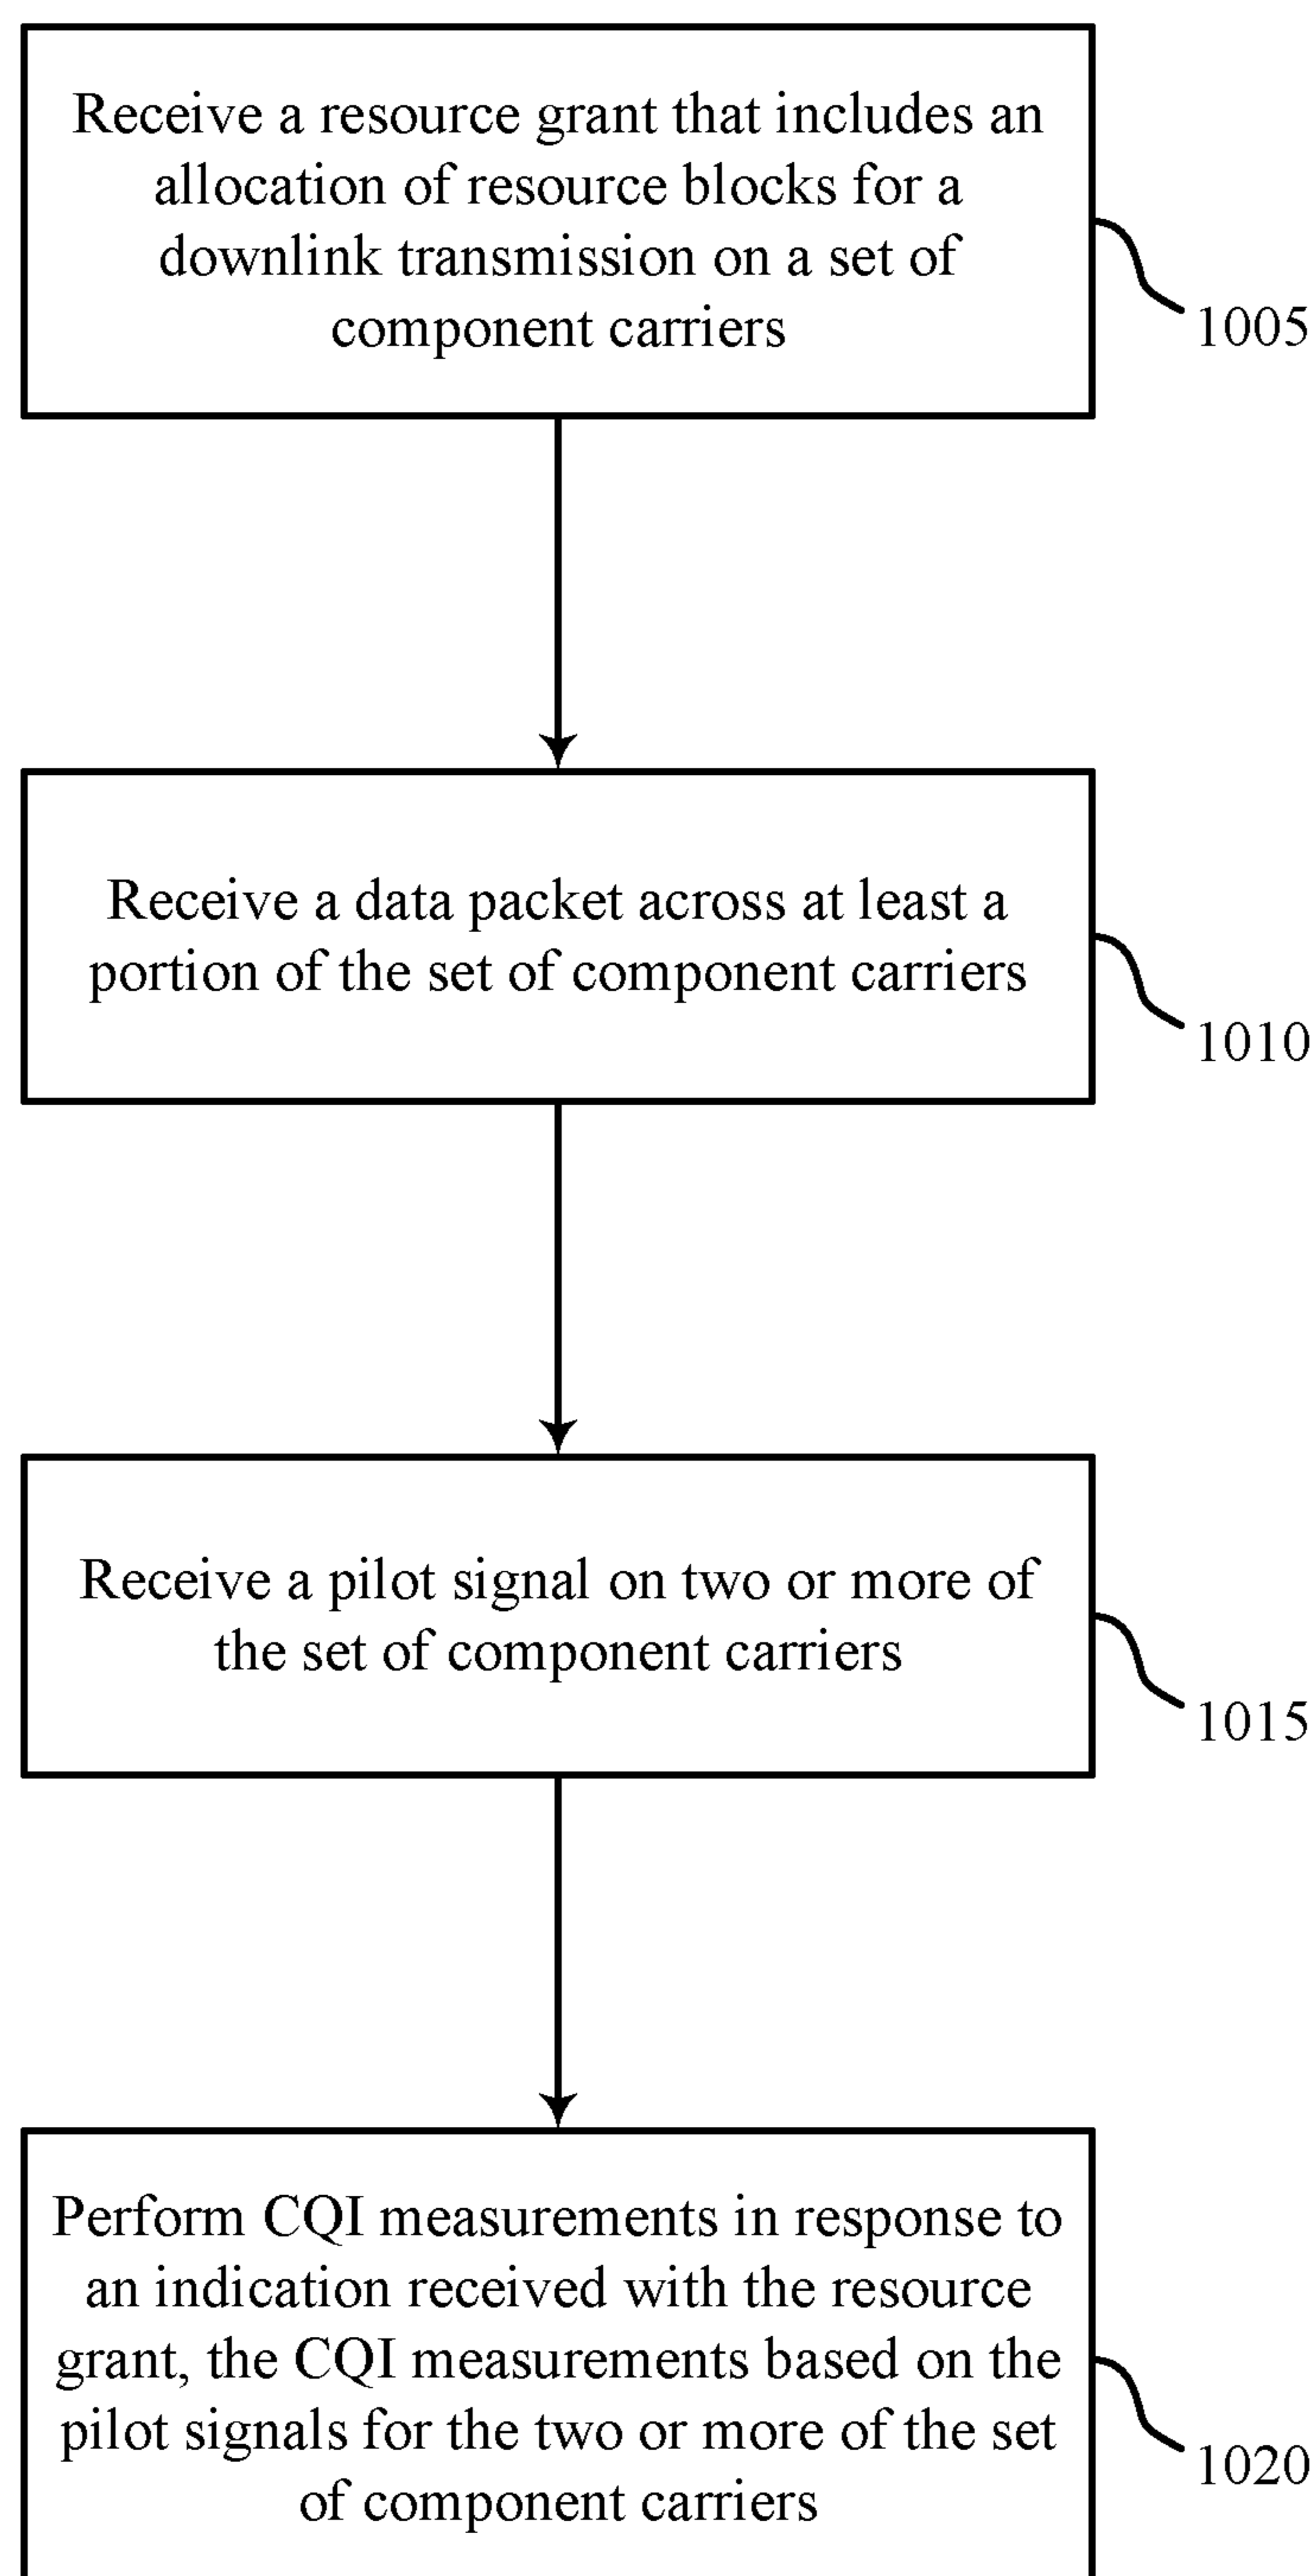 Receive a resource grant that includes an
allocation of resource blocks for a
downlink transmission on a set of
component carriers
1005
Receive a data packet across at least a
portion of the set of component carriers
1010
Receive a pilot signal on two or more of
the set of component carriers
1015
Perform CQI measurements in response to
an indication received with the resource
grant, the CQI measurements based on the
pilot signals for the two or more of the set
of component carriers
1020